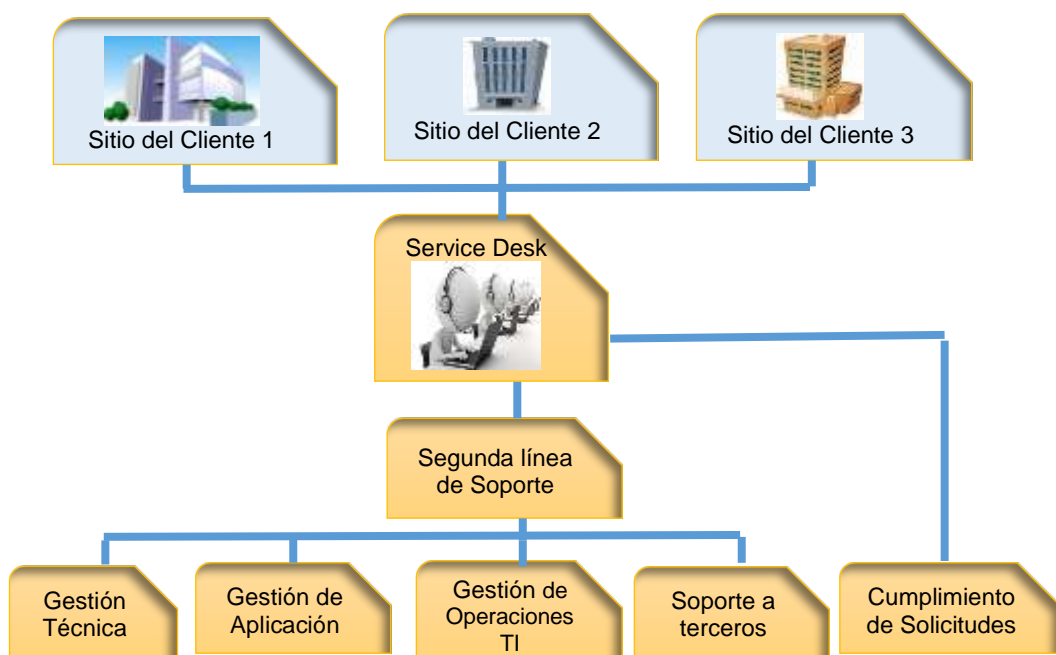 Sitio del Cliente 1
Sitio del Cliente 2
Sitio del Cliente 3
Service Desk
Segunda línea
de Soporte
Gestión
Técnica
Gestión de
Aplicación
Gestión de
Operaciones
TI
Soporte a
terceros
Cumplimiento
de Solicitudes